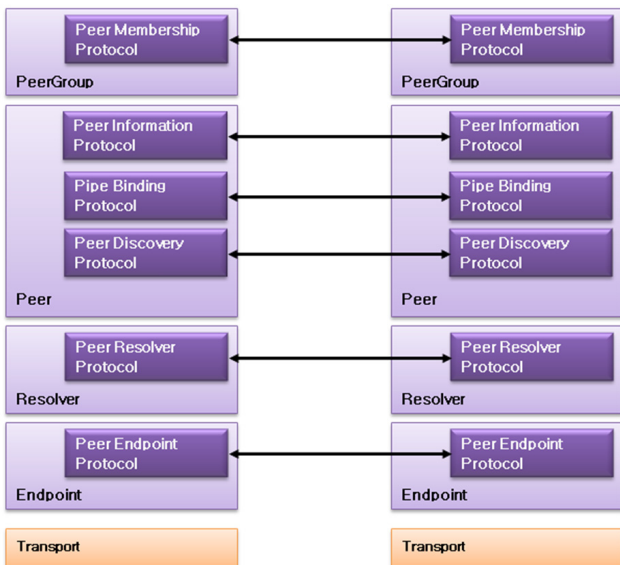 Peer Membership
Protocol
PeerGroup
Peer Membership
Protocol
PeerGroup
Peer Information
Protocol
Pipe Binding
Protocol
Peer Discovery
Protocol
Peer
Peer Information
Protocol
Pipe Binding
Protocol
Peer Discovery
Protocol
Peer
Peer Resolver
Protocol
Resolver
Peer Resolver
Protocol
Resolver
Peer Endpoint
Protocol
Endpoint
Peer Endpoint
Protocol
Endpoint
Transport
Transport